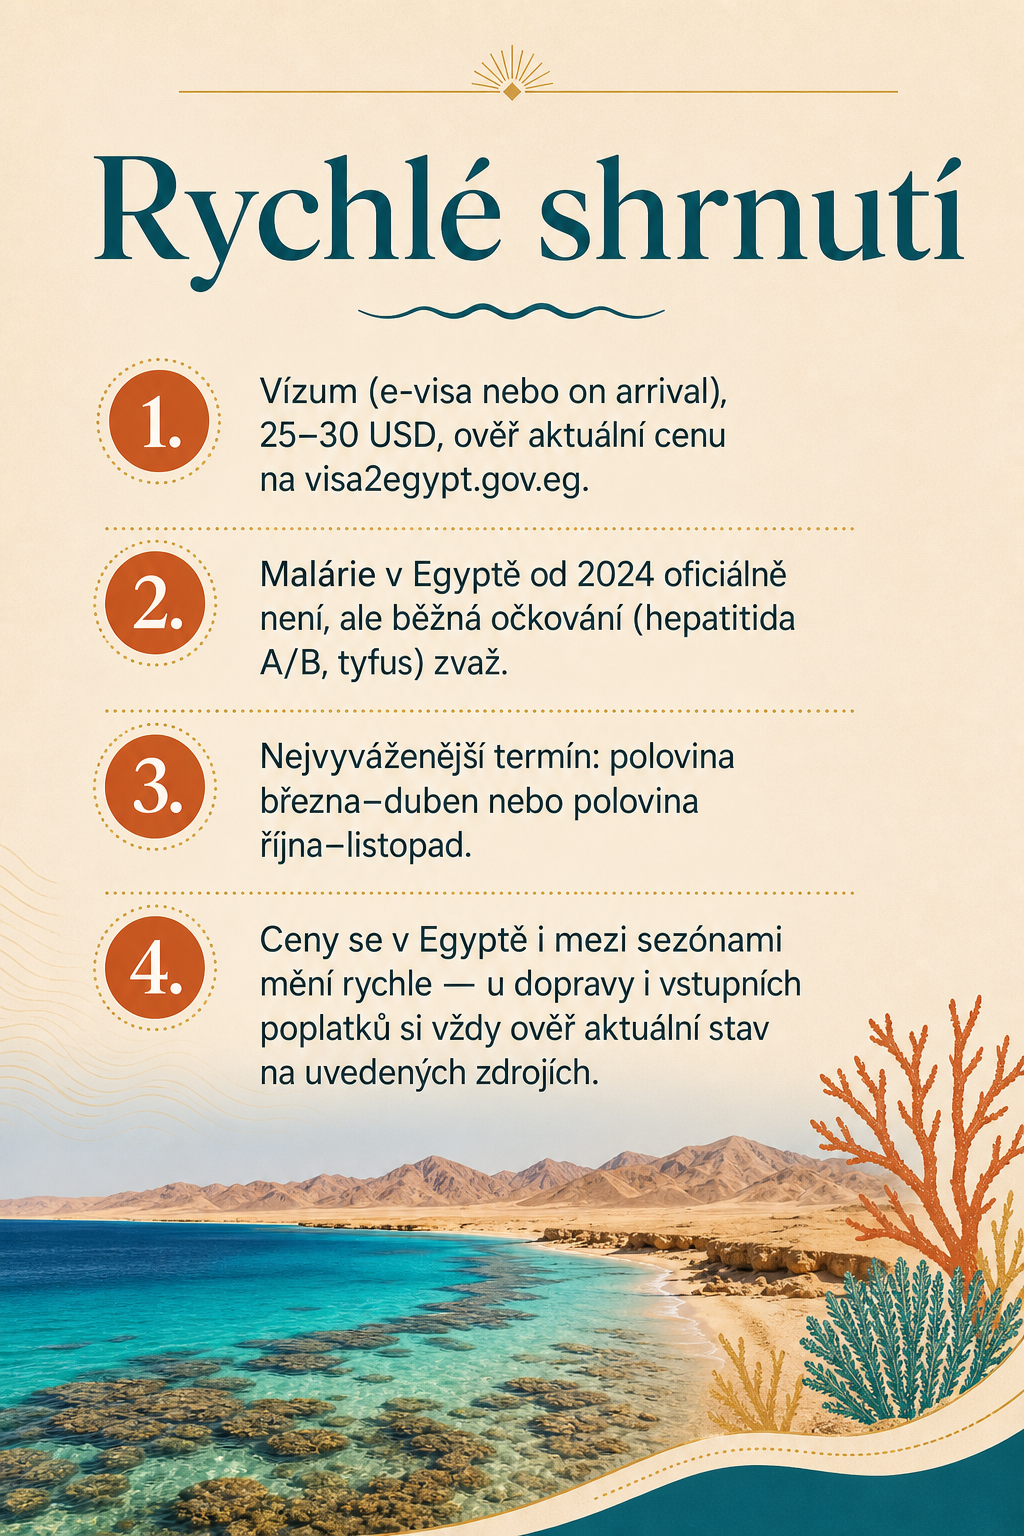 Rychlé shrnutí
1.
Vízum (e-visa nebo on arrival),
25–30 USD, ověř aktuální cenu
na visa2egypt.gov.eg.
2.
Malárie v Egyptě od 2024 oficiálně
není, ale běžná očkování (hepatitida
A/B, tyfus) zvaž.
3.
Nejvyváženější termín: polovina
března–duben nebo polovina
října–listopad.
4.
Ceny se v Egyptě i mezi sezónami
mění rychle — u dopravy i vstupních
poplatků si vždy ověř aktuální stav
na uvedených zdrojích.